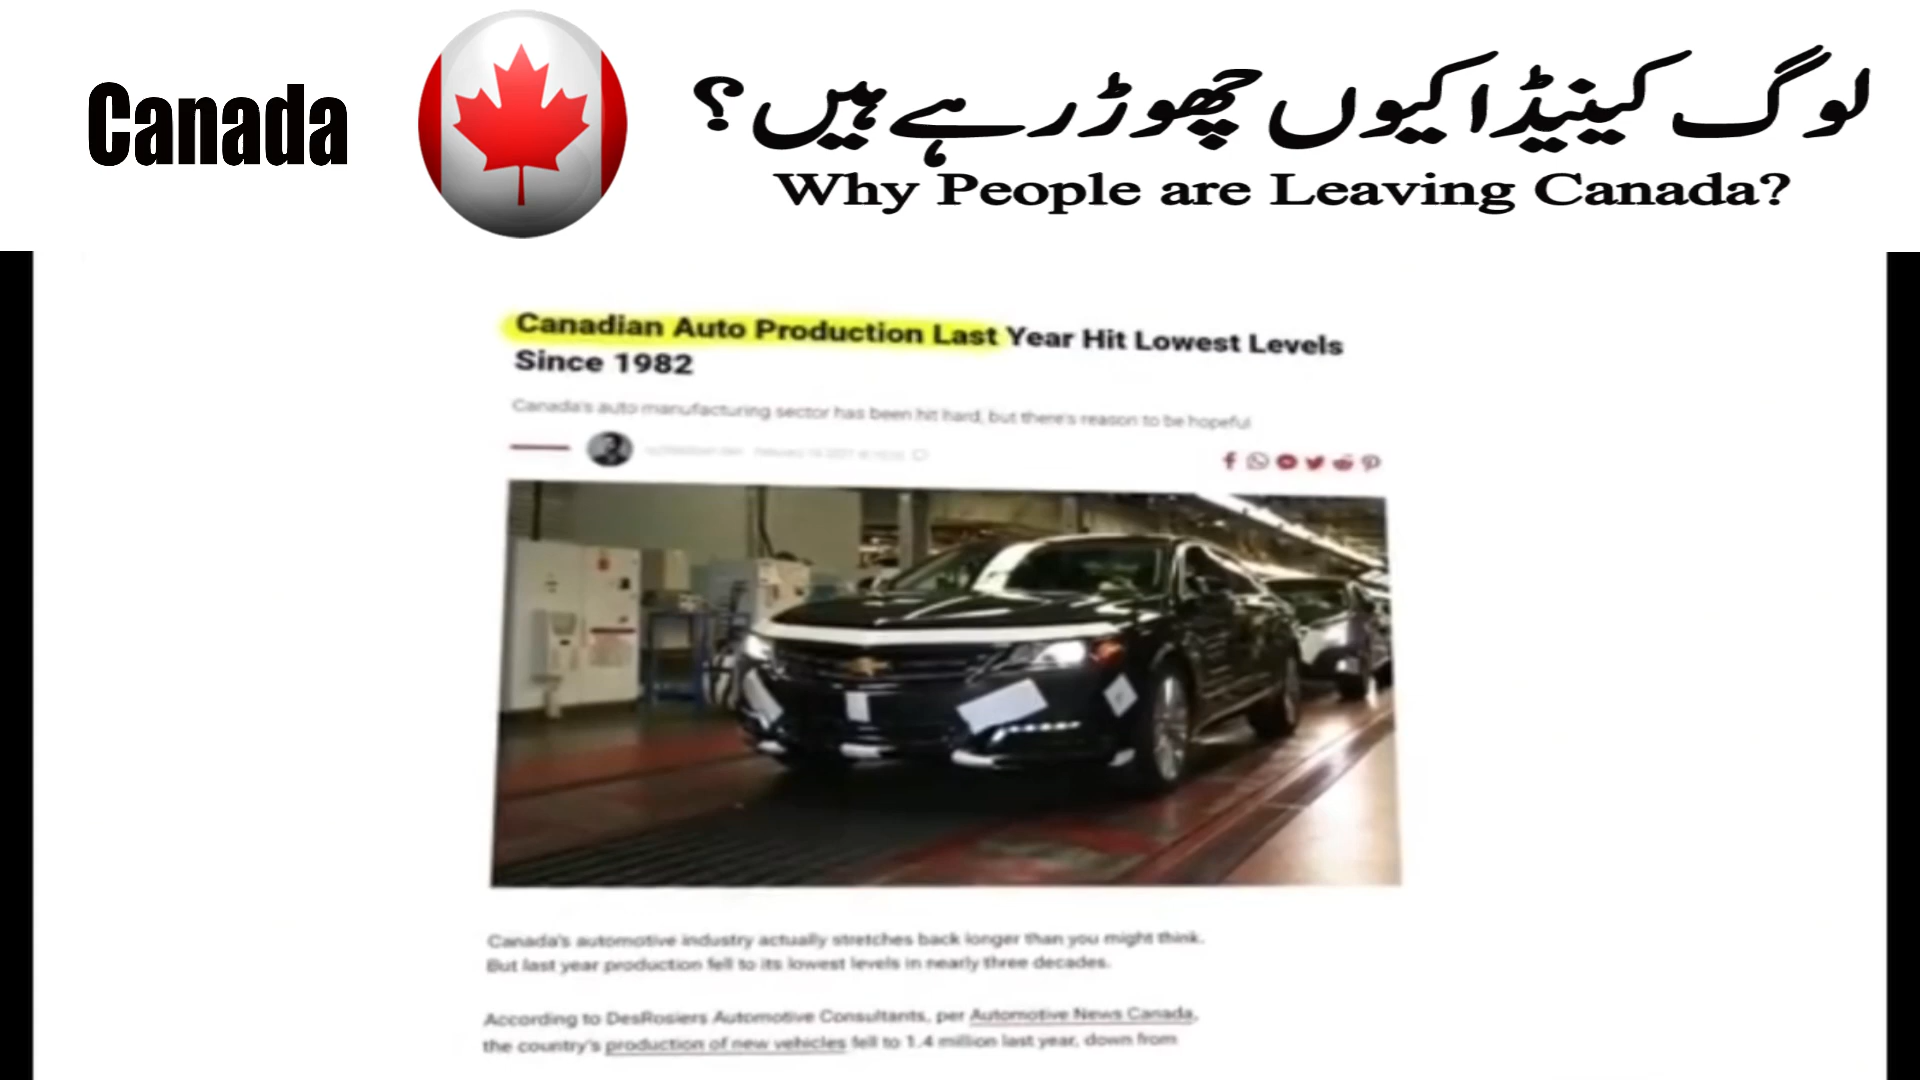 Canada
لوگ کینیڈا کیوں چھوڑ رہے ہیں؟
Why People are Leaving Canada?
Canadian Auto Production Last Year Hit Lowest Levels
Since 1982
Canada's auto manufacturing sector has been hit hard, but there's reason to be hopeful
Canada's automotive industry actually stretches back longer than you might think.
But last year production fell to its lowest levels in nearly three decades.
According to DesRosiers Automotive Consultants, per Automotive News Canada,
the country's production of new vehicles fell to 1.4 million last year, down from